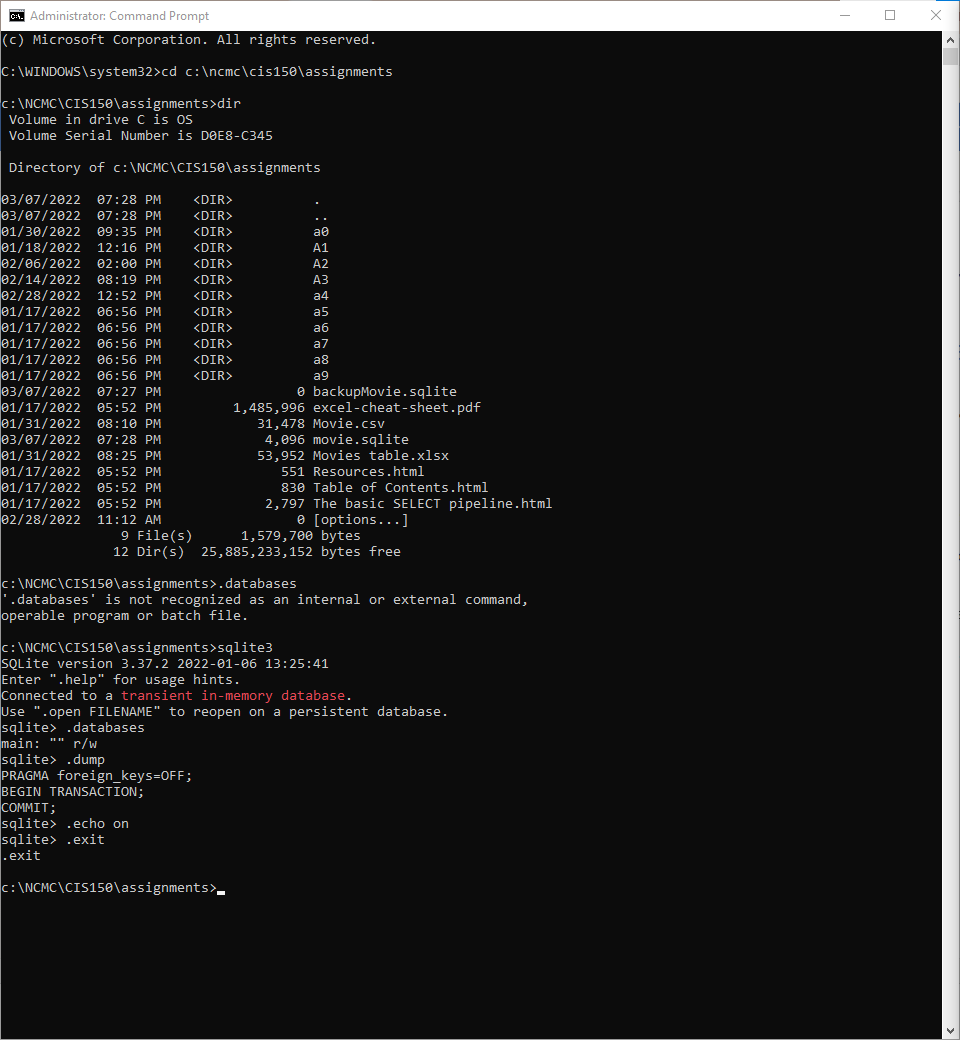 Administrator: Command Prompt
(c) Microsoft Corporation. All rights reserved.
C:\WINDOWS\system32>cd c:\ncmc\cis150\assignments
c:\NCMC\CIS150\assignments>dir
 Volume in drive C is OS
 Volume Serial Number is D0E8-C345
 Directory of c:\NCMC\CIS150\assignments
03/07/2022  07:28 PM    <DIR>          .
03/07/2022  07:28 PM    <DIR>          ..
01/30/2022  09:35 PM    <DIR>          a0
01/18/2022  12:16 PM    <DIR>          A1
02/06/2022  02:00 PM    <DIR>          A2
02/14/2022  08:19 PM    <DIR>          A3
02/28/2022  12:52 PM    <DIR>          a4
01/17/2022  06:56 PM    <DIR>          a5
01/17/2022  06:56 PM    <DIR>          a6
01/17/2022  06:56 PM    <DIR>          a7
01/17/2022  06:56 PM    <DIR>          a8
01/17/2022  06:56 PM    <DIR>          a9
03/07/2022  07:27 PM                 0 backupMovie.sqlite
01/17/2022  05:52 PM         1,485,996 excel-cheat-sheet.pdf
01/31/2022  08:10 PM            31,478 Movie.csv
03/07/2022  07:28 PM             4,096 movie.sqlite
01/31/2022  08:25 PM            53,952 Movies table.xlsx
01/17/2022  05:52 PM               551 Resources.html
01/17/2022  05:52 PM               830 Table of Contents.html
01/17/2022  05:52 PM             2,797 The basic SELECT pipeline.html
02/28/2022  11:12 AM                 0 [options...]
               9 File(s)      1,579,700 bytes
              12 Dir(s)  25,885,233,152 bytes free
c:\NCMC\CIS150\assignments>.databases
'.databases' is not recognized as an internal or external command,
operable program or batch file.
c:\NCMC\CIS150\assignments>sqlite3
SQLite version 3.37.2 2022-01-06 13:25:41
Enter ".help" for usage hints.
Connected to a transient in-memory database.
Use ".open FILENAME" to reopen on a persistent database.
sqlite> .databases
main: "" r/w
sqlite> .dump
PRAGMA foreign_keys=OFF;
BEGIN TRANSACTION;
COMMIT;
sqlite> .echo on
sqlite> .exit
.exit
c:\NCMC\CIS150\assignments>